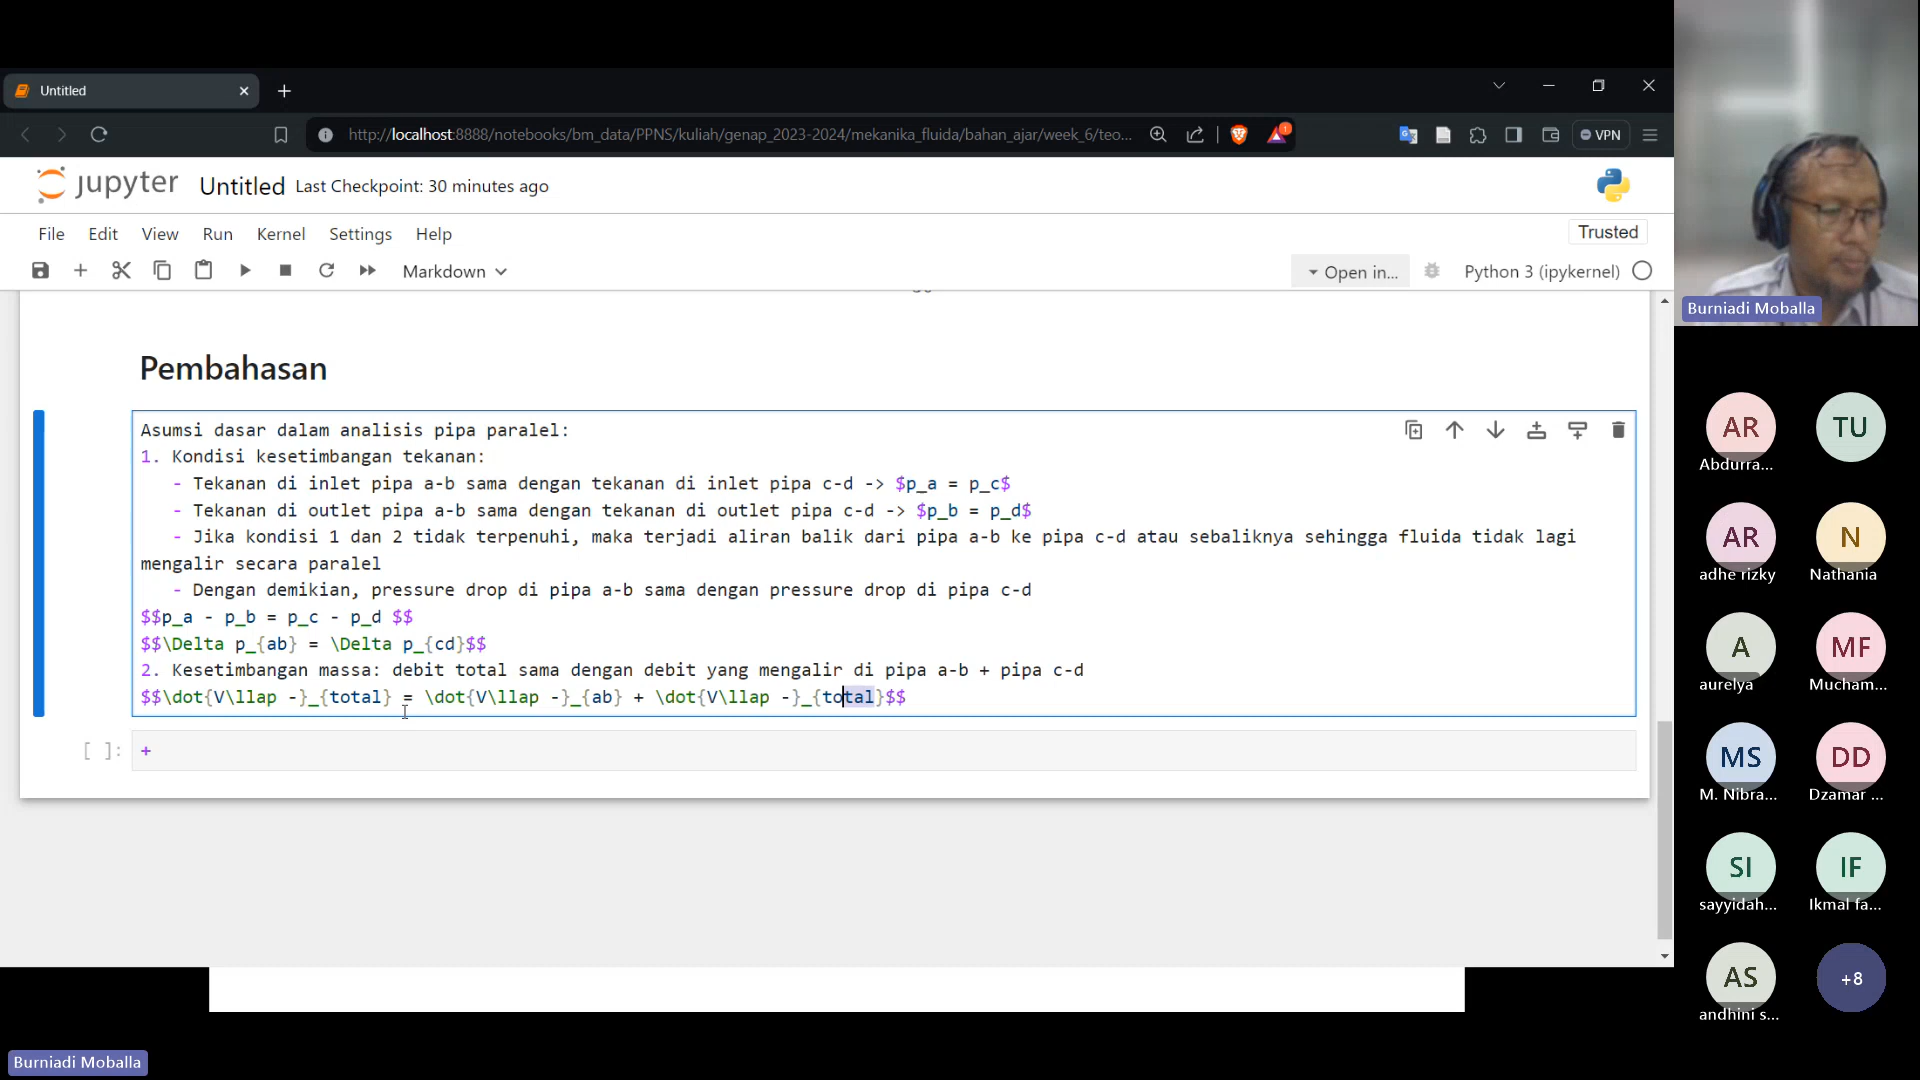 Untitled
http://localhost:8888/notebooks/bm_data/PPNS/kuliah/genap_2023-2024/mekanika_fluida/bahan_ajar/week_6/teo...
1
VPN
jupyter Untitled Last Checkpoint: 30 minutes ago
File Edit View Run Kernel Settings Help
Trusted
Markdown
Open in...
Python 3 (ipykernel)
Pembahasan
Asumsi dasar dalam analisis pipa paralel:
1. Kondisi kesetimbangan tekanan:
- Tekanan di inlet pipa a-b sama dengan tekanan di inlet pipa c-d -> $p_a = p_c$
- Tekanan di outlet pipa a-b sama dengan tekanan di outlet pipa c-d -> $p_b = p_d$
- Jika kondisi 1 dan 2 tidak terpenuhi, maka terjadi aliran balik dari pipa a-b ke pipa c-d atau sebaliknya sehingga fluida tidak lagi
mengalir secara paralel
- Dengan demikian, pressure drop di pipa a-b sama dengan pressure drop di pipa c-d
$$p_a - p_b = p_c - p_d $$
$$\Delta p_{ab} = \Delta p_{cd}$$
2. Kesetimbangan massa: debit total sama dengan debit yang mengalir di pipa a-b + pipa c-d
$$\dot{V\llap -}_{total} = \dot{V\llap -}_{ab} + \dot{V\llap -}_{total}$$
[ ]: +
Burniadi Moballa
AR
Abdurra...
TU
AR
adhe rizky
N
Nathania
A
aurelya
MF
Mucham...
MS
M. Nibra...
DD
Dzamar ...
SI
sayyidah...
IF
Ikmal fa...
AS
andhini s...
+8
Burniadi Moballa